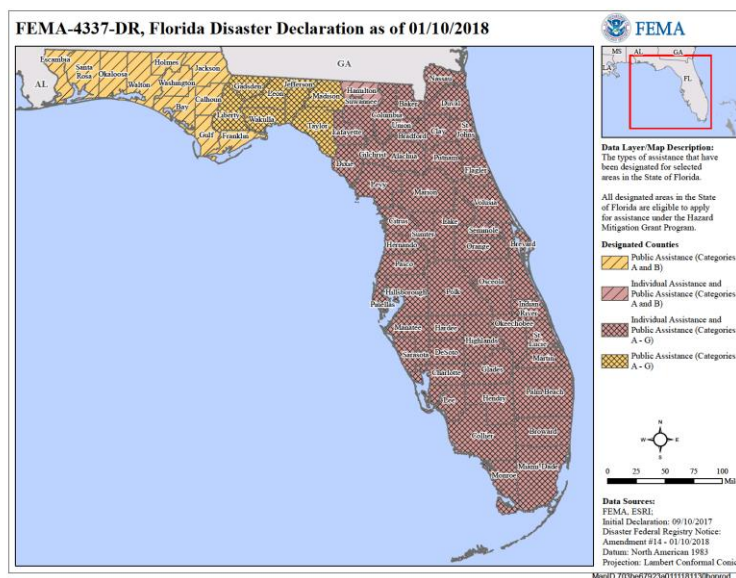 FEMA-4337-DR, Florida Disaster Declaration as of 01/10/2018
FEMA
MS AL GA
LA
FL
GA
AL
Escambia
Santa
Rosa
Okaloosa
Walton
Holmes
Jackson
Washington
Bay
Calhoun
Gulf
Liberty
Franklin
Gadsden
Leon
Wakulla
Jefferson
Madison
Taylor
Hamilton
Suwannee
Lafayette
Dixie
Columbia
Baker
Nassau
Duval
Union
Bradford
Clay
St.
Johns
Gilchrist
Alachua
Putnam
Flagler
Levy
Marion
Volusia
Citrus
Lake
Sumter
Seminole
Hernando
Orange
Brevard
Pasco
Osceola
Hillsborough
Polk
Pinellas
Indian
River
Manatee
Hardee
Okeechobee
St.
Lucie
Highlands
Sarasota
DeSoto
Martin
Charlotte
Glades
Lee
Hendry
Palm Beach
Collier
Broward
Monroe
Miami-Dade
Data Layer/Map Description:
The types of assistance that have
been designated for selected
areas in the State of Florida.
All designated areas in the State
of Florida are eligible to apply
for assistance under the Hazard
Mitigation Grant Program.
Designated Counties
Public Assistance (Categories
A and B)
Individual Assistance and
Public Assistance (Categories
A and B)
Individual Assistance and
Public Assistance (Categories
A - G)
Public Assistance (Categories
A - G)
N
W E
S
0 25 50 75 100
Mil
Data Sources:
FEMA, ESRI;
Initial Declaration: 09/10/2017
Disaster Federal Registry Notice:
Amendment #14 - 01/10/2018
Datum: North American 1983
Projection: Lambert Conformal Conic